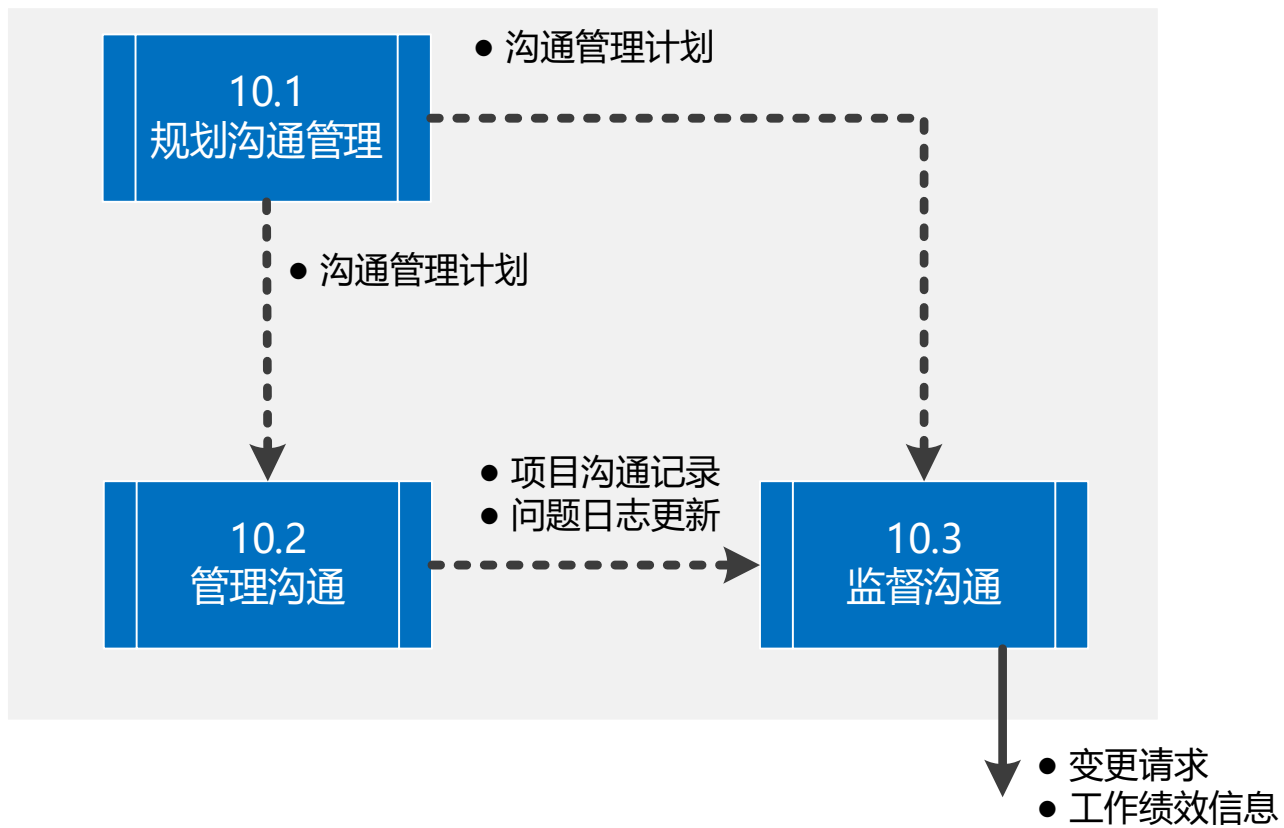 ● 沟通管理计划
10.1
规划沟通管理
● 沟通管理计划
● 项目沟通记录
● 问题日志更新
10.2
管理沟通
10.3
监督沟通
● 变更请求
● 工作绩效信息